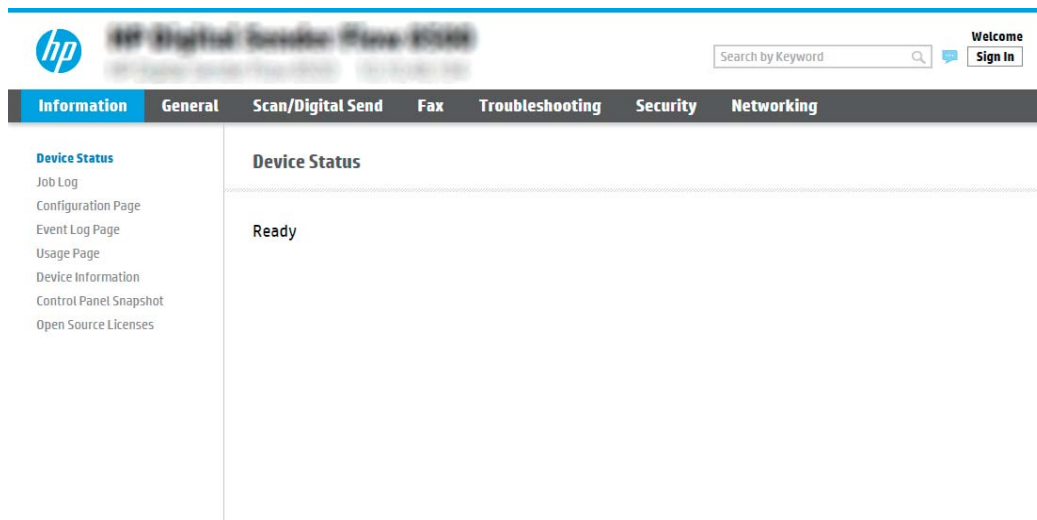 hp
Welcome
Search by Keyword
Sign In
Information General Scan/Digital Send Fax Troubleshooting Security Networking
Device Status
Job Log
Configuration Page
Event Log Page
Usage Page
Device Information
Control Panel Snapshot
Open Source Licenses
Device Status
Ready